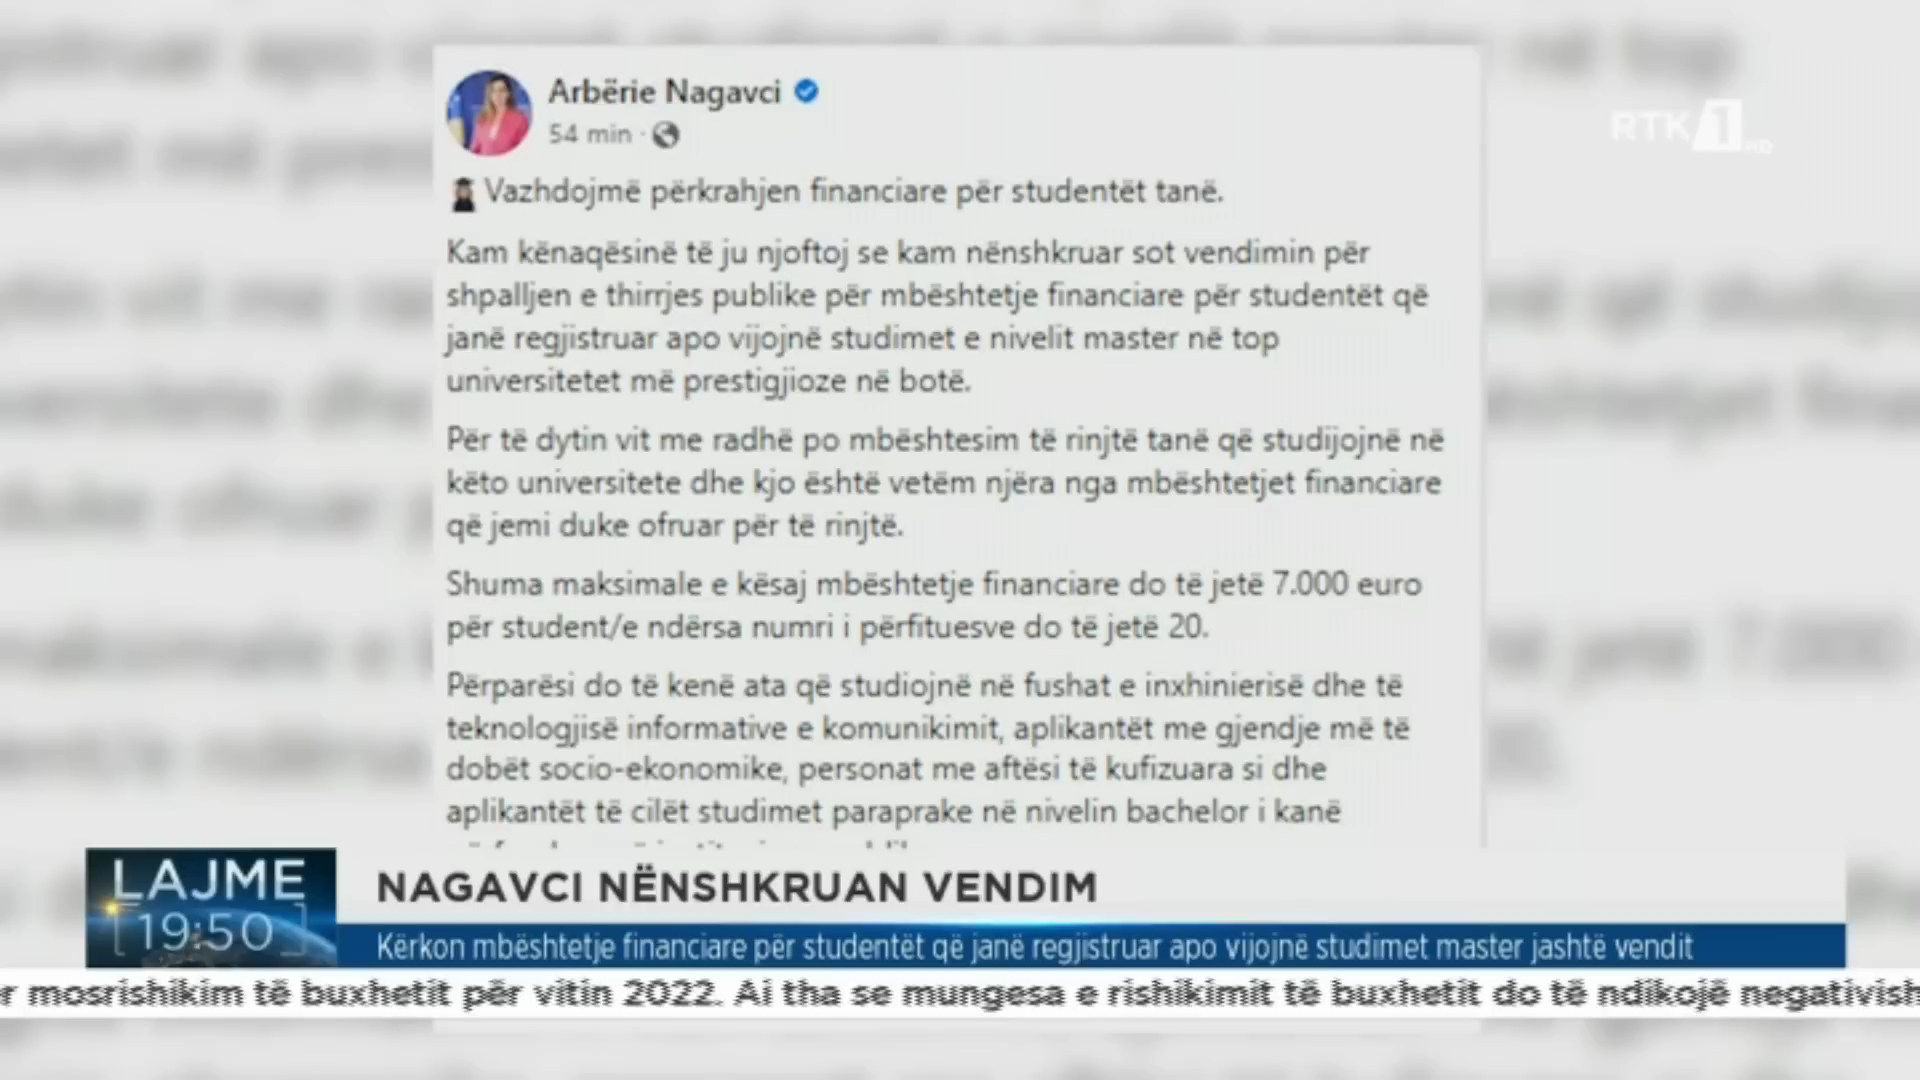 Arbërie Nagavci
54 min
RTK 1 HD
Vazhdojmë përkrahjen financiare për studentët tanë.
Kam kënaqësinë të ju njoftoj se kam nënshkruar sot vendimin për
shpalljen e thirrjes publike për mbështetje financiare për studentët që
janë regjistruar apo vijojnë studimet e nivelit master në top
universitetet më prestigjioze në botë.
Për të dytin vit me radhë po mbështesim të rinjtë tanë që studijojnë në
këto universitete dhe kjo është vetëm njëra nga mbështetjet financiare
që jemi duke ofruar për të rinjtë.
Shuma maksimale e kësaj mbështetje financiare do të jetë 7.000 euro
për student/e ndërsa numri i përfituesve do të jetë 20.
Përparësi do të kenë ata që studiojnë në fushat e inxhinierisë dhe të
teknologjisë informative e komunikimit, aplikantët me gjendje më të
dobët socio-ekonomike, personat me aftësi të kufizuara si dhe
aplikantët të cilët studimet paraprake në nivelin bachelor i kanë
LAJME
19:50
NAGAVCI NËNSHKRUAN VENDIM
Kërkon mbështetje financiare për studentët që janë regjistruar apo vijojnë studimet master jashtë vendit
r mosrishikim të buxhetit për vitin 2022. Ai tha se mungesa e rishikimit të buxhetit do të ndikojë negativish